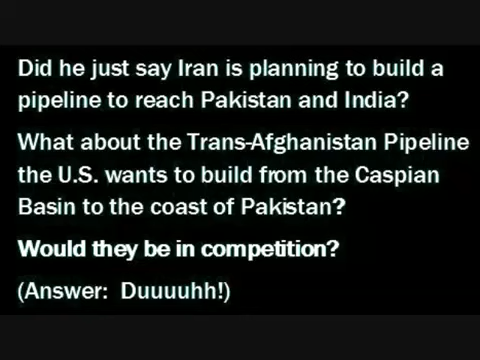 Did he just say Iran is planning to build a
pipeline to reach Pakistan and India?
What about the Trans-Afghanistan Pipeline
the U.S. wants to build from the Caspian
Basin to the coast of Pakistan?
Would they be in competition?
(Answer:  Duuuuhh!)